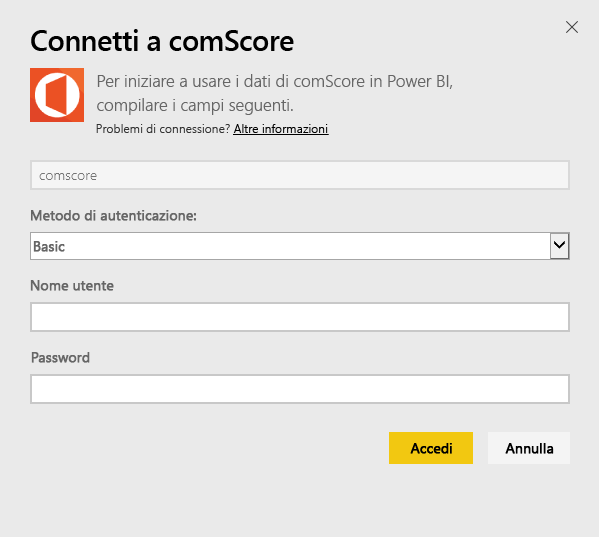 Connetti a comScore
Per iniziare a usare i dati di comScore in Power BI,
compilare i campi seguenti.
Problemi di connessione? Altre informazioni
comscore
Metodo di autenticazione:
Basic
Nome utente
Password
Accedi
Annulla